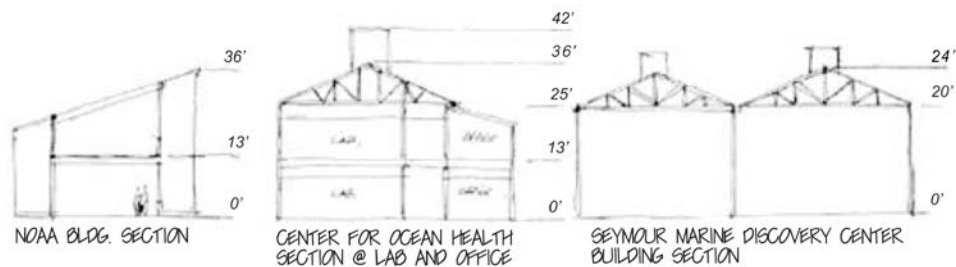 36'
13'
0'
NOAA BLDG. SECTION
42'
36'
25'
13'
0'
LAB.
OFFICE
LAB.
OFFICE
CENTER FOR OCEAN HEALTH
SECTION @ LAB AND OFFICE
24'
20'
0'
SEYMOUR MARINE DISCOVERY CENTER
BUILDING SECTION